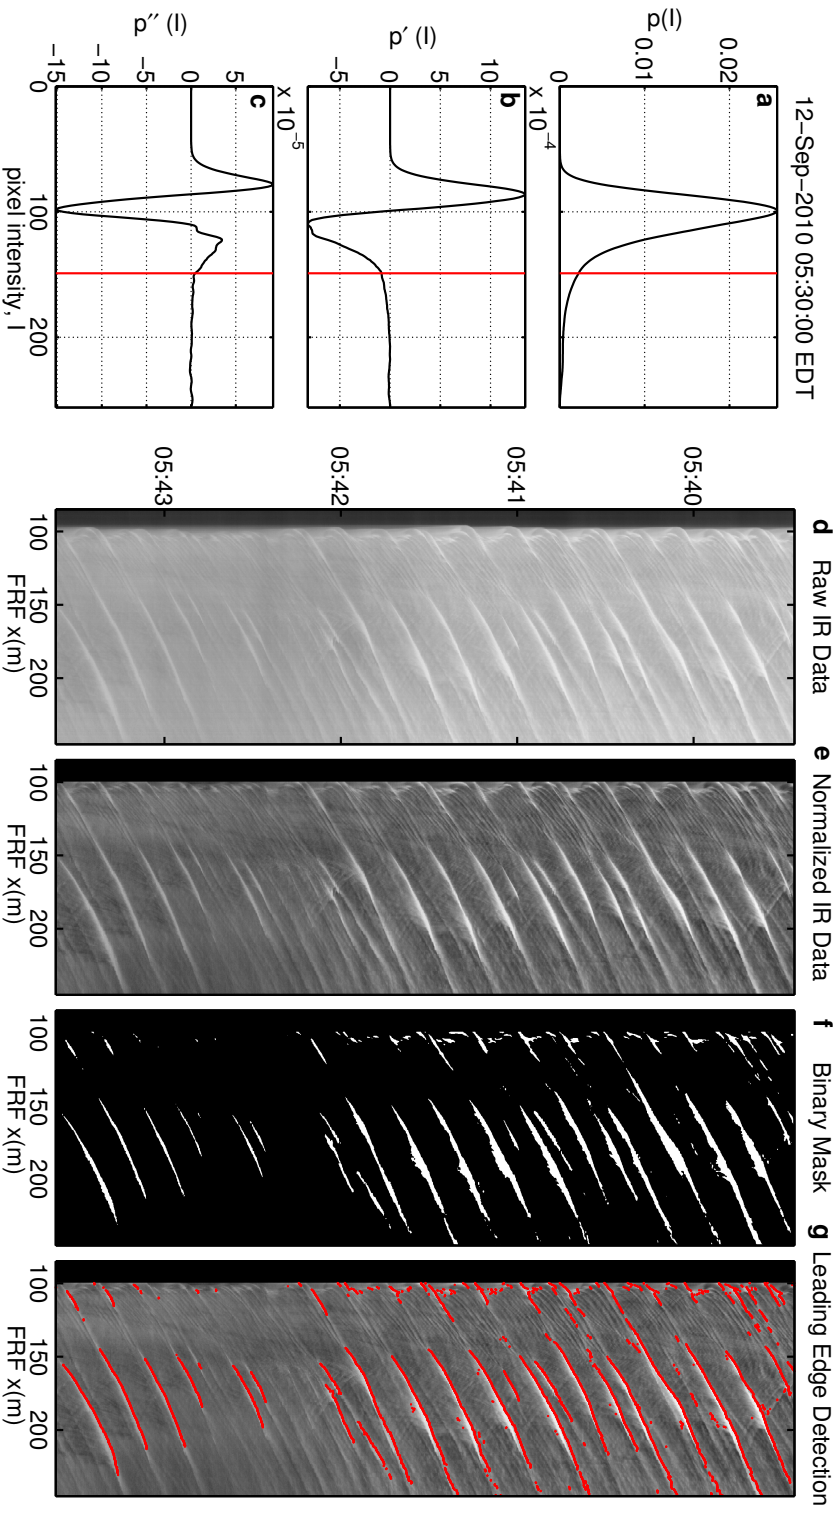 12−Sep−2010 05:30:00 EDT
a
p(I)
0
0.01
0.02
b
x 10−4
p′ (I)
−5
0
5
10
c
x 10−5
p′′ (I)
−15
−10
−5
0
5
0
100
200
pixel intensity, I
d Raw IR Data
05:40
05:41
05:42
05:43
100
150
200
FRF x(m)
e Normalized IR Data
100
150
200
FRF x(m)
f Binary Mask
100
150
200
FRF x(m)
g Leading Edge Detection
100
150
200
FRF x(m)